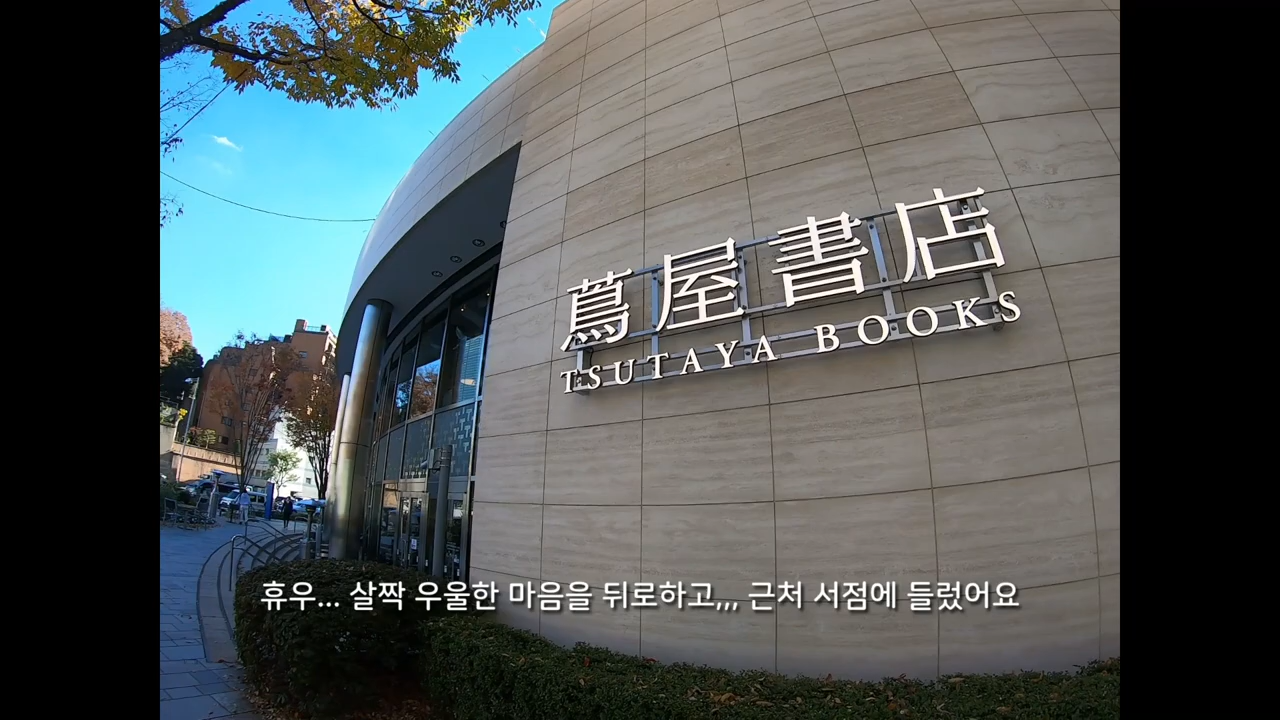 蔦屋書店
TSUTAYA BOOKS
휴우... 살짝 우울한 마음을 뒤로하고,,, 근처 서점에 들렀어요